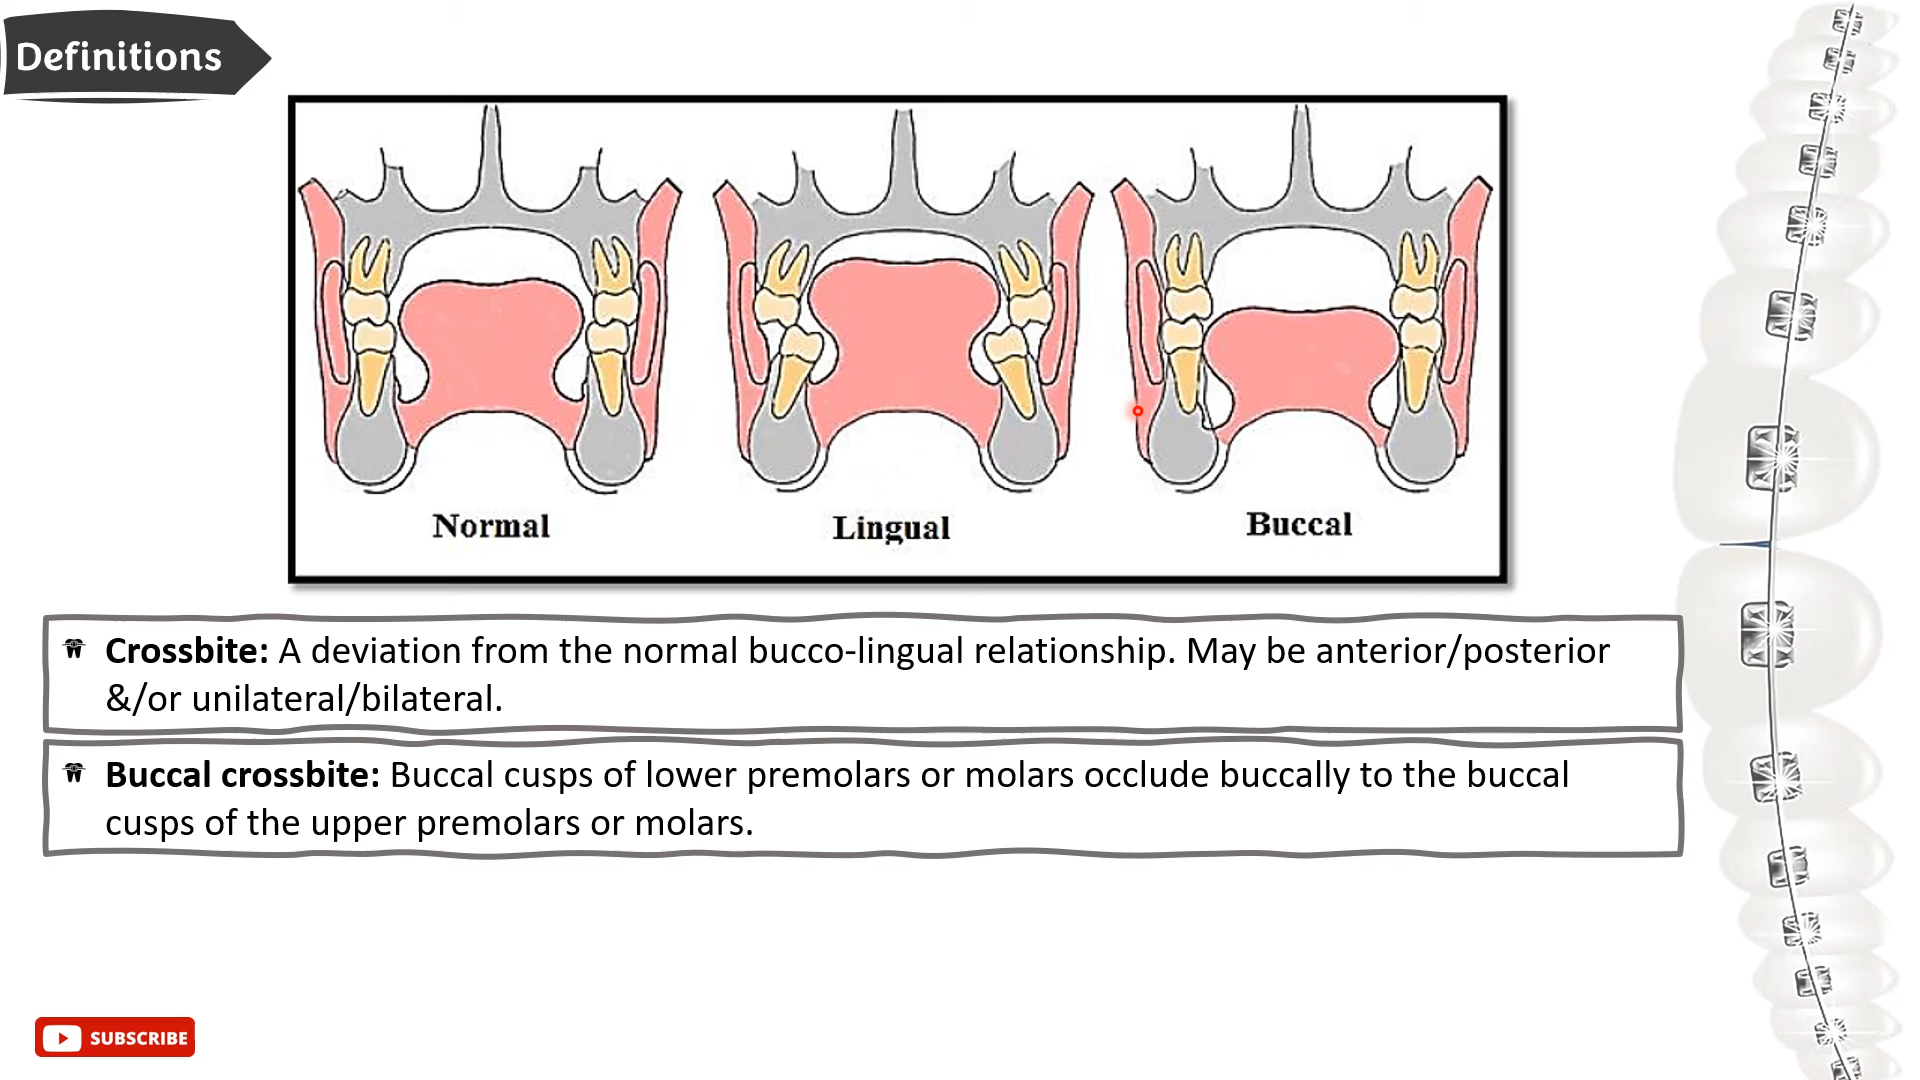 Definitions
Normal
Lingual
Buccal
Crossbite: A deviation from the normal bucco-lingual relationship. May be anterior/posterior
&/or unilateral/bilateral.
Buccal crossbite: Buccal cusps of lower premolars or molars occlude buccally to the buccal
cusps of the upper premolars or molars.
SUBSCRIBE